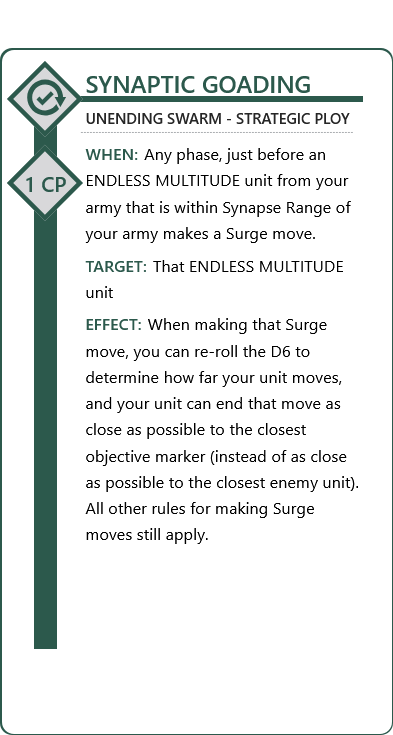 SYNAPTIC GOADING
UNENDING SWARM - STRATEGIC PLOY
1 CP
WHEN: Any phase, just before an
ENDLESS MULTITUDE unit from your
army that is within Synapse Range of
your army makes a Surge move.
TARGET: That ENDLESS MULTITUDE
unit
EFFECT: When making that Surge
move, you can re-roll the D6 to
determine how far your unit moves,
and your unit can end that move as
close as possible to the closest
objective marker (instead of as close
as possible to the closest enemy unit).
All other rules for making Surge
moves still apply.